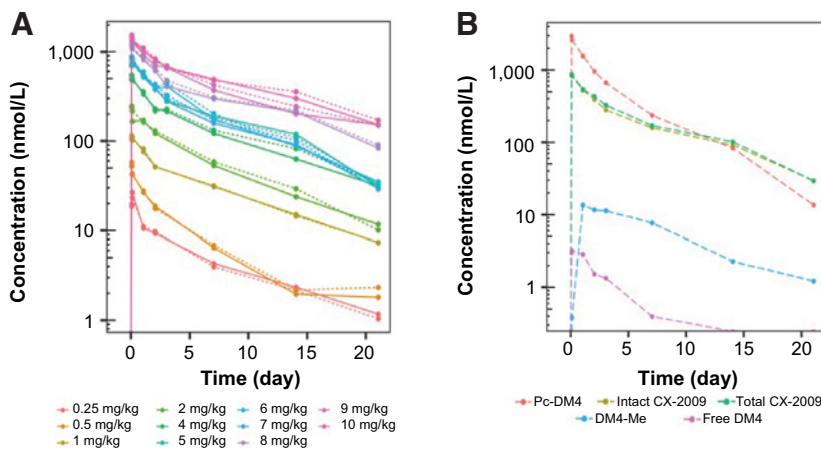 A
Concentration (nmol/L)
1,000
100
10
1
0 5 10 15 20
Time (day)
0.25 mg/kg 2 mg/kg 6 mg/kg 9 mg/kg
0.5 mg/kg 4 mg/kg 7 mg/kg 10 mg/kg
1 mg/kg 5 mg/kg 8 mg/kg
B
Concentration (nmol/L)
1,000
100
10
1
0 5 10 15 20
Time (day)
Pc-DM4 Intact CX-2009 Total CX-2009
DM4-Me Free DM4